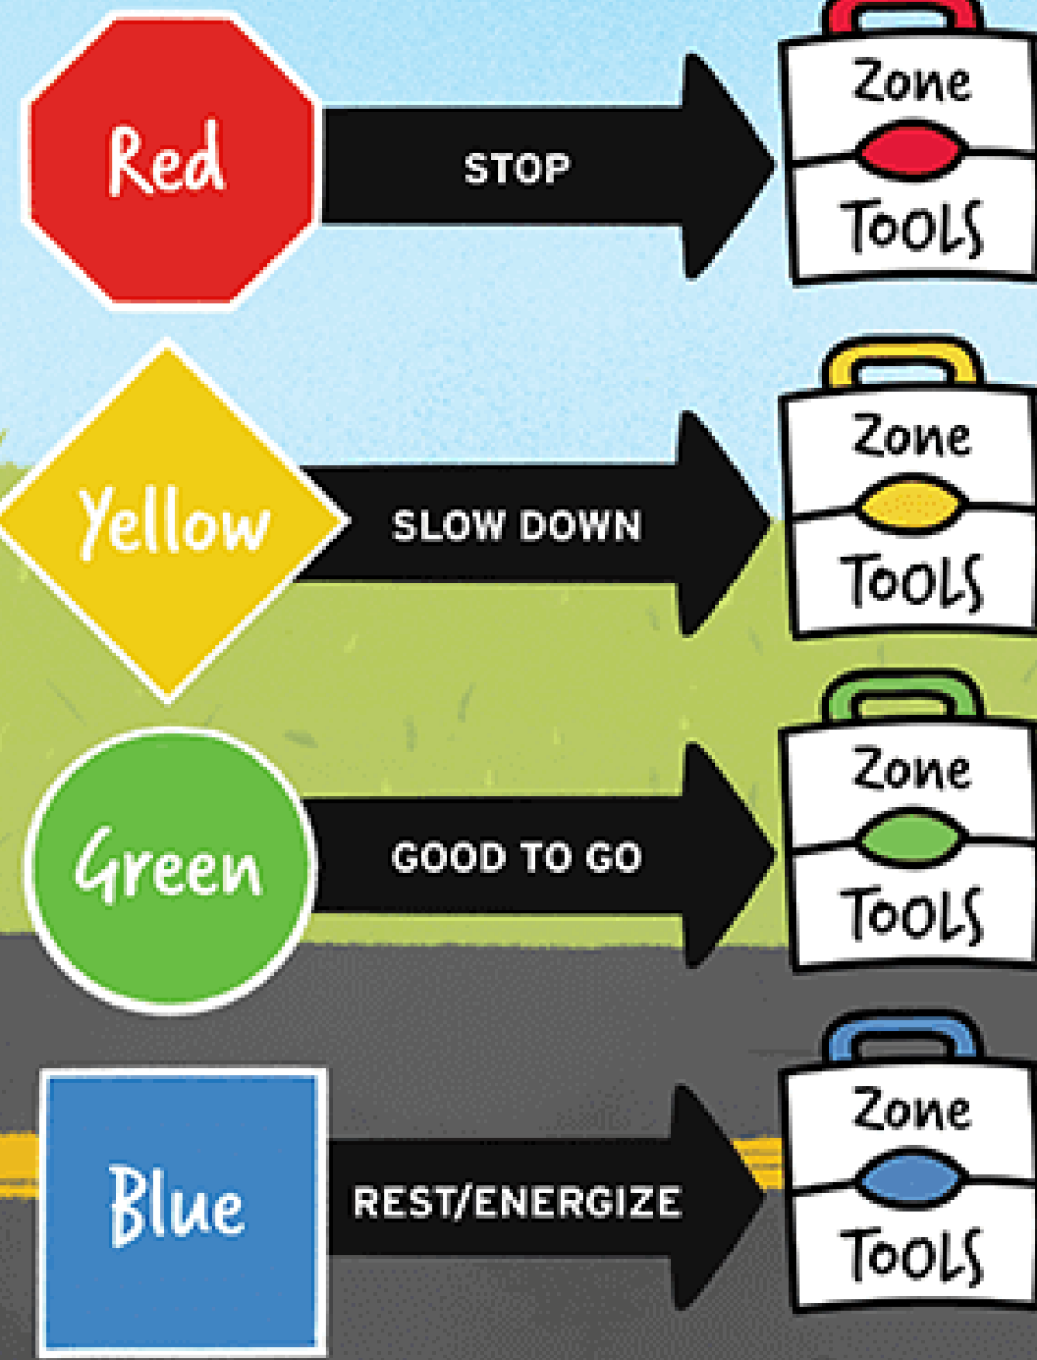 Red
STOP
Zone
TOOLS
Yellow
SLOW DOWN
Zone
TOOLS
Green
GOOD TO GO
Zone
TOOLS
Blue
REST/ENERGIZE
Zone
TOOLS